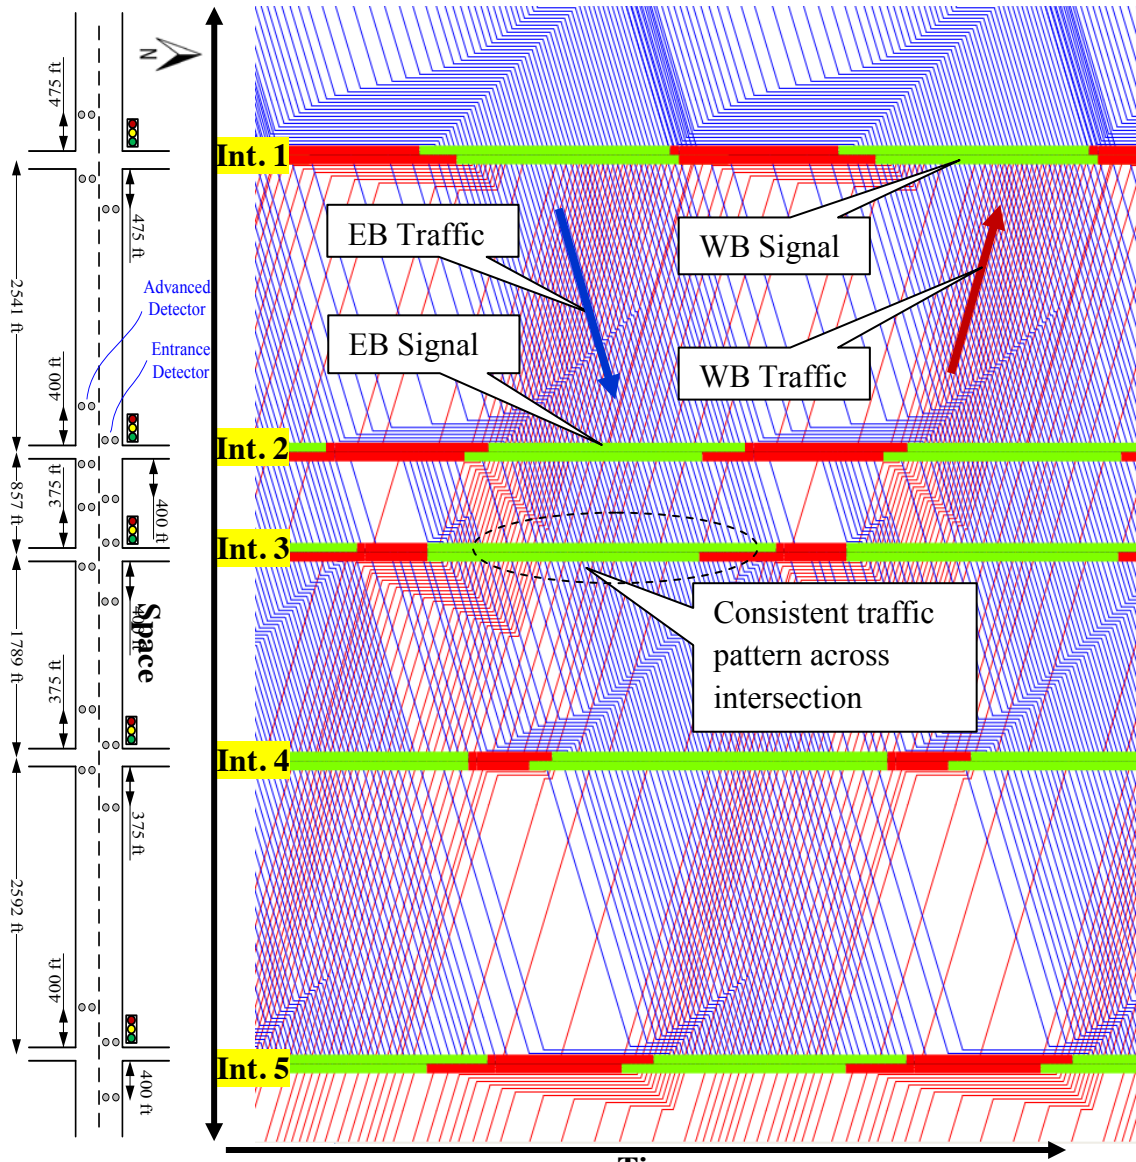 N
475 ft
Int. 1
475 ft
EB Traffic
WB Signal
2541 ft
Advanced
Detector
EB Signal
WB Traffic
Entrance
Detector
400 ft
Int. 2
857 ft
375 ft
400 ft
Int. 3
Consistent traffic
pattern across
intersection
400 ft
Space
1789 ft
375 ft
Int. 4
375 ft
2592 ft
400 ft
Int. 5
400 ft